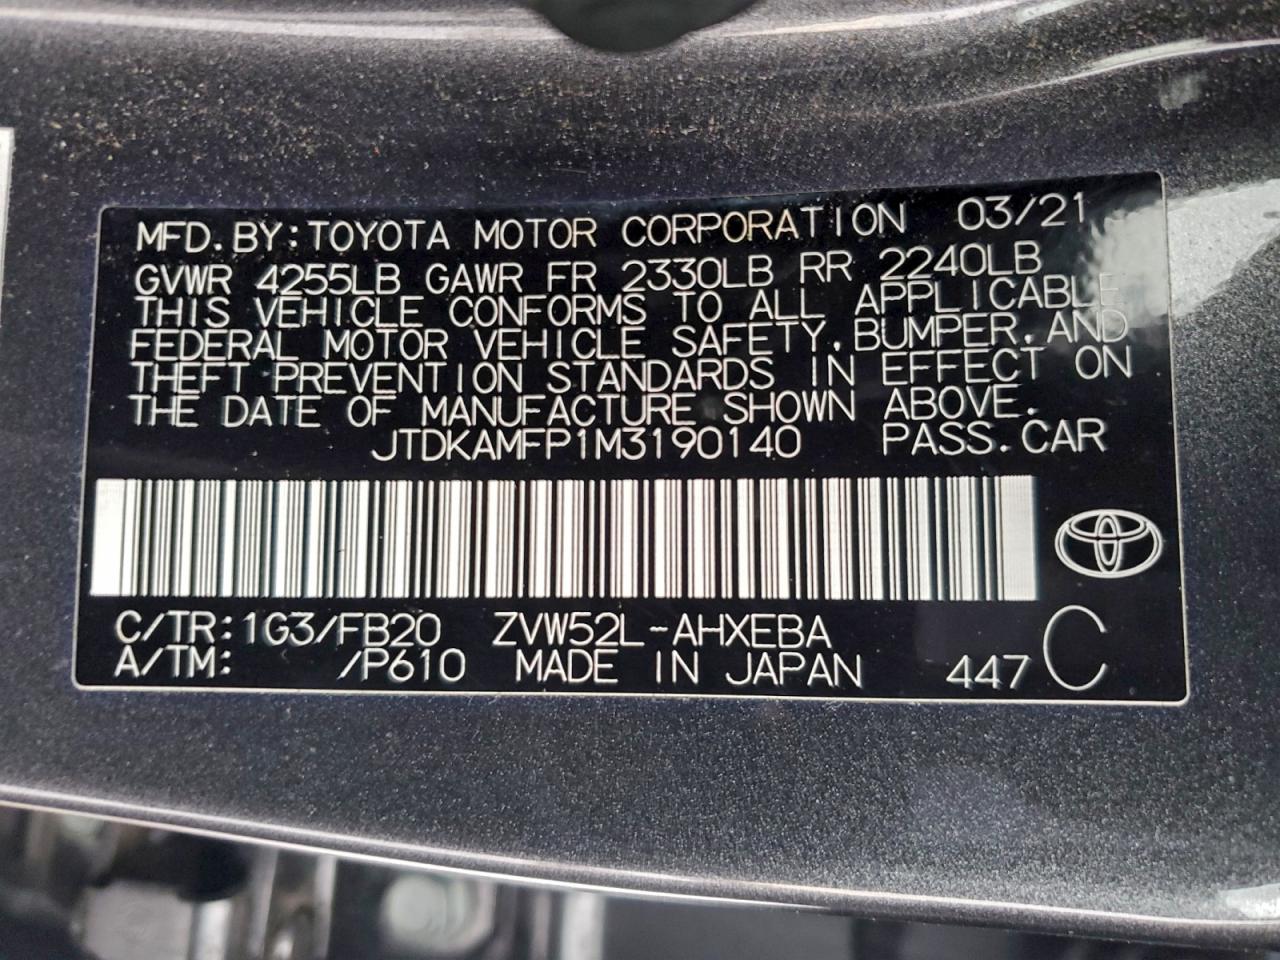 MFD.BY:TOYOTA MOTOR CORPORATION 03/21
GVWR 4255LB GAWR FR 2330LB RR 2240LB
THIS VEHICLE CONFORMS TO ALL APPLICABLE
FEDERAL MOTOR VEHICLE SAFETY,BUMPER,AND
THEFT PREVENTION STANDARDS IN EFFECT ON
THE DATE OF MANUFACTURE SHOWN ABOVE.
JTDKAMFP1M3190140 PASS.CAR
C/TR:1G3/FB20 ZVW52L-AHXEBA
A/TM: /P610 MADE IN JAPAN 447 C